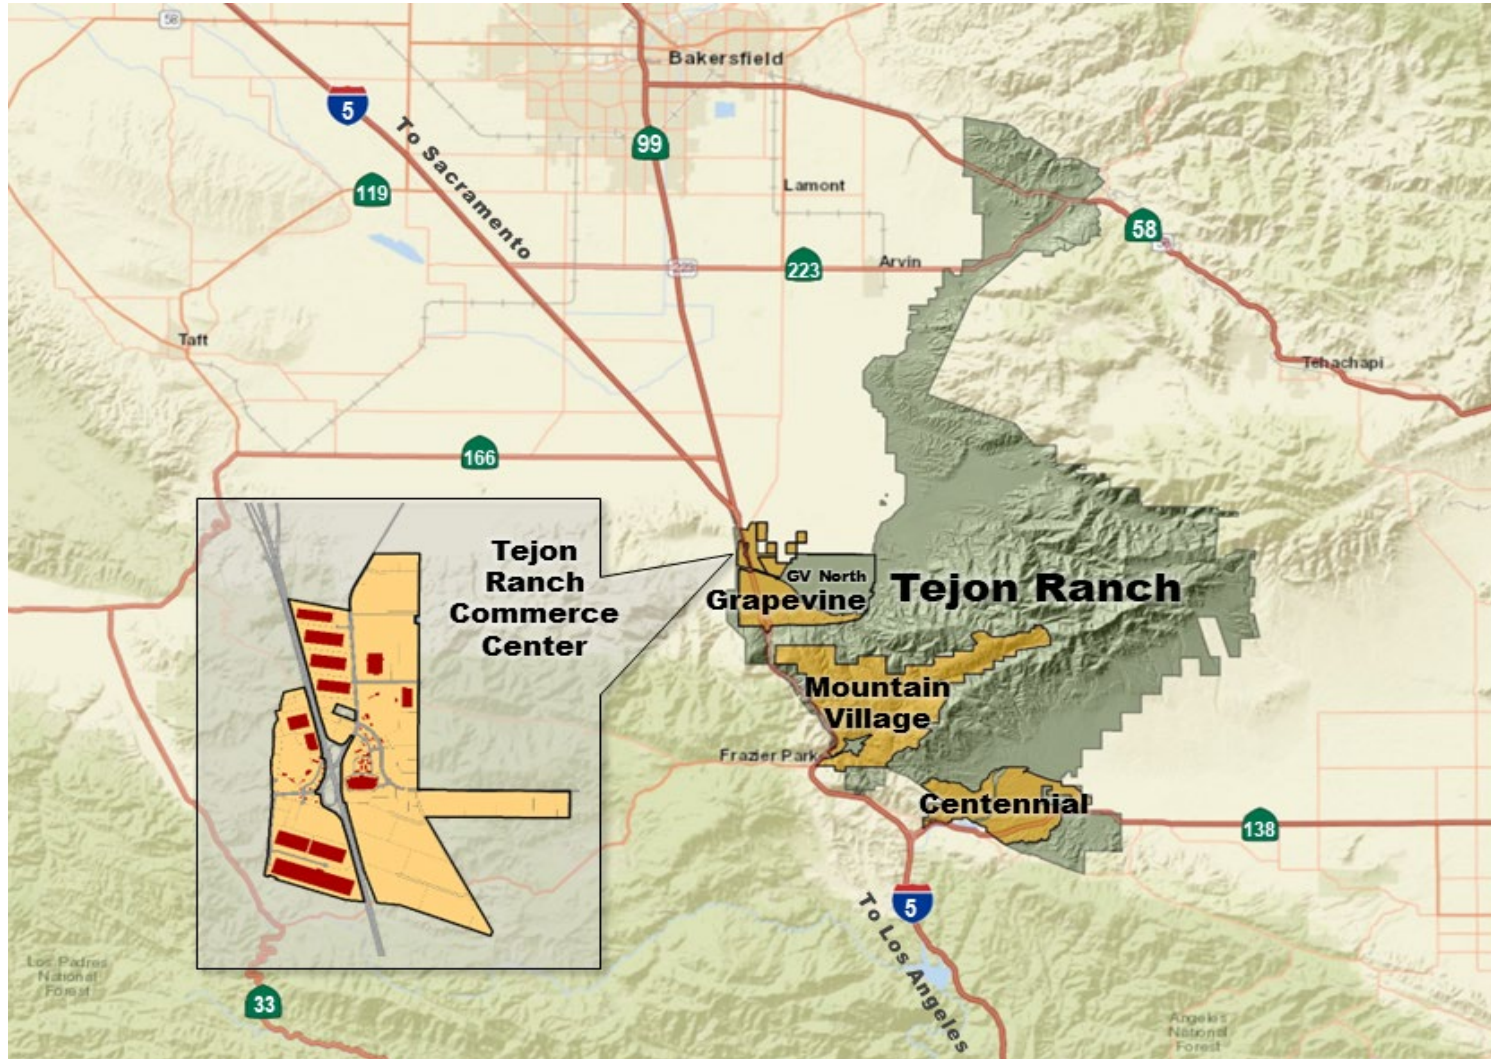 58
Bakersfield
5
To Sacramento
99
119
Lamont
58
223
Arvin
Taft
Tehachapi
166
Tejon
Ranch
Commerce
Center
GV North
Grapevine
Tejon Ranch
Mountain
Village
Frazier Park
Centennial
138
5
To Los Angeles
Los Padres
National
Forest
33
Angeles
National
Forest